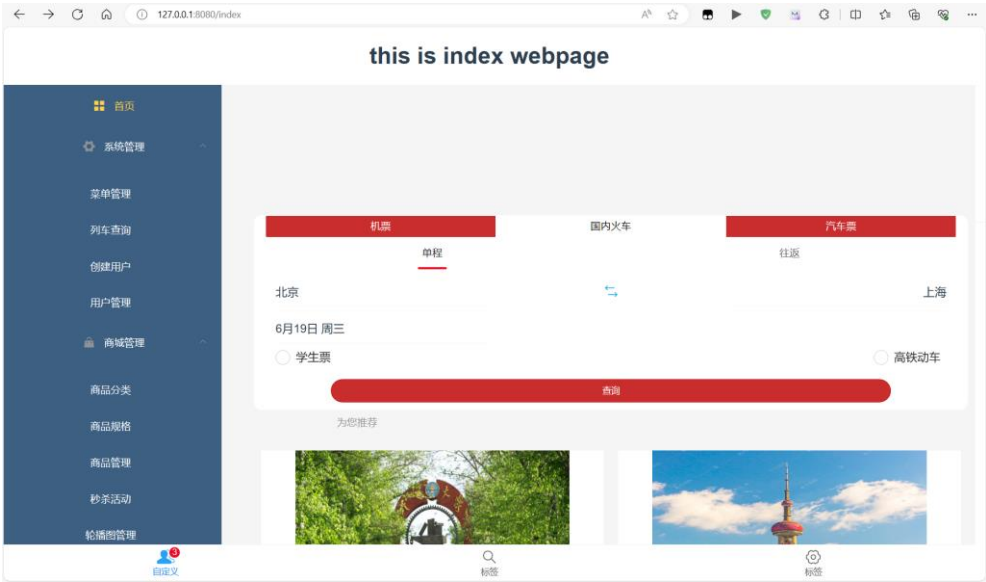 127.0.0.1:8080/index
this is index webpage
首页
系统管理
菜单管理
列车查询
创建用户
用户管理
商城管理
商品分类
商品规格
商品管理
秒杀活动
轮播图管理
机票 国内火车 汽车票
单程 往返
北京 上海
6月19日 周三
学生票 高铁动车
查询
为您推荐
3
自定义 标签 标签